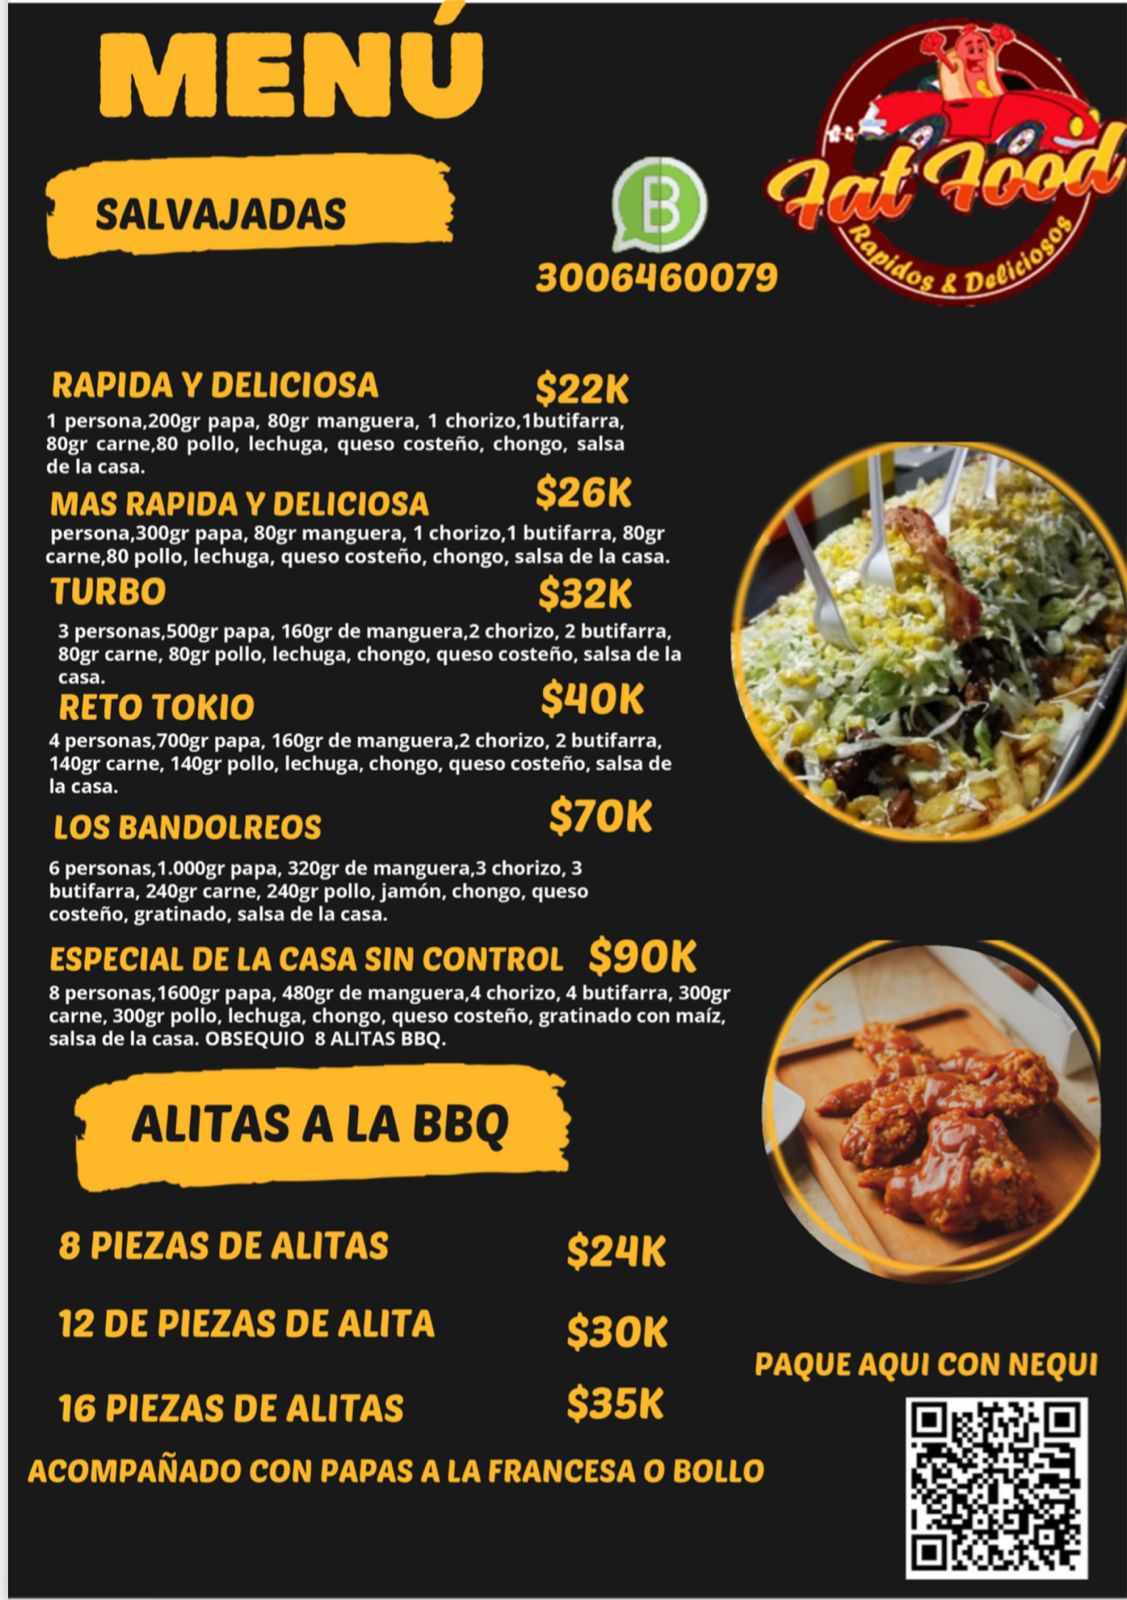 MENÚ
SALVAJADAS
B
3006460079
Fat Food
Rapidos & Deliciosos
RAPIDA Y DELICIOSA $22K
1 persona,200gr papa, 80gr manguera, 1 chorizo,1butifarra,
80gr carne,80 pollo, lechuga, queso costeño, chongo, salsa
de la casa.
MAS RAPIDA Y DELICIOSA $26K
persona,300gr papa, 80gr manguera, 1 chorizo,1 butifarra, 80gr
carne,80 pollo, lechuga, queso costeño, chongo, salsa de la casa.
TURBO $32K
3 personas,500gr papa, 160gr de manguera,2 chorizo, 2 butifarra,
80gr carne, 80gr pollo, lechuga, chongo, queso costeño, salsa de la
casa.
RETO TOKIO $40K
4 personas,700gr papa, 160gr de manguera,2 chorizo, 2 butifarra,
140gr carne, 140gr pollo, lechuga, chongo, queso costeño, salsa de
la casa.
LOS BANDOLREOS $70K
6 personas,1.000gr papa, 320gr de manguera,3 chorizo, 3
butifarra, 240gr carne, 240gr pollo, jamón, chongo, queso
costeño, gratinado, salsa de la casa.
ESPECIAL DE LA CASA SIN CONTROL $90K
8 personas,1600gr papa, 480gr de manguera,4 chorizo, 4 butifarra, 300gr
carne, 300gr pollo, lechuga, chongo, queso costeño, gratinado con maíz,
salsa de la casa. OBSEQUIO 8 ALITAS BBQ.
ALITAS A LA BBQ
8 PIEZAS DE ALITAS $24K
12 DE PIEZAS DE ALITA $30K
16 PIEZAS DE ALITAS $35K
ACOMPAÑADO CON PAPAS A LA FRANCESA O BOLLO
PAQUE AQUI CON NEQUI